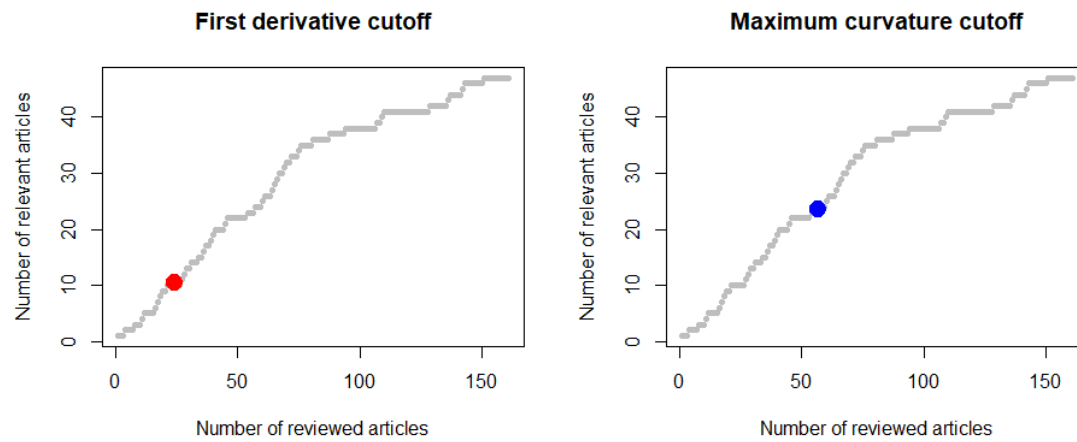 First derivative cutoff
Number of relevant articles
40
30
20
10
0
0 50 100 150
Number of reviewed articles
Maximum curvature cutoff
Number of relevant articles
40
30
20
10
0
0 50 100 150
Number of reviewed articles